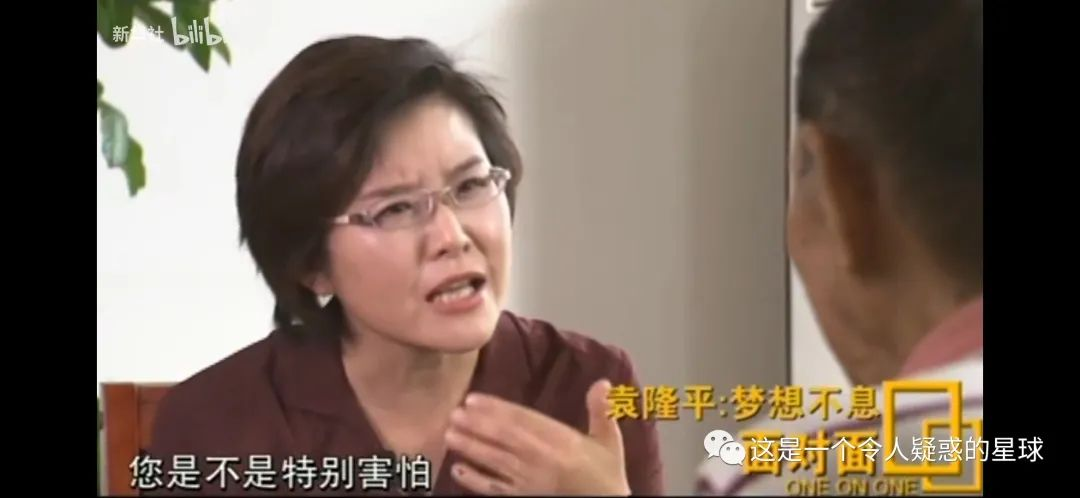 新华社 bilibili
袁隆平:梦想不息
面对面
这是一个令人疑惑的星球
您是不是特别害怕
ONE ON ONE